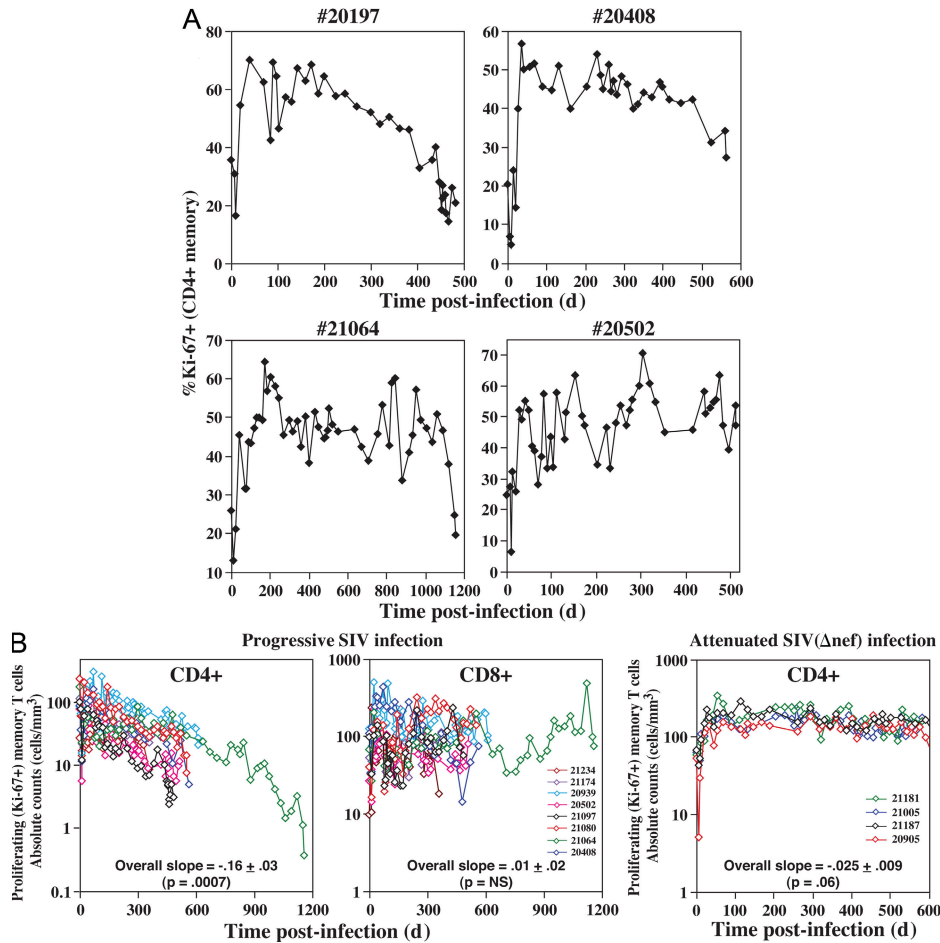 A
#20197
#20408
%Ki-67+ (CD4+ memory)
80
60
40
20
0
0 100 200 300 400 500
Time post-infection (d)
60
50
40
30
20
10
0
0 100 200 300 400 500 600
Time post-infection (d)
#21064
#20502
70
60
50
40
30
20
10
0 200 400 600 800 1000 1200
Time post-infection (d)
70
60
50
40
30
20
10
0
0 100 200 300 400 500
Time post-infection (d)
B
Progressive SIV infection
Attenuated SIV(Δnef) infection
Proliferating (Ki-67+) memory T cells
Absolute counts (cells/mm³)
CD4+
100
10
1
0.1
Overall slope = -.16 ± .03
(p = .0007)
0 300 600 900 1200
Time post-infection (d)
CD8+
1000
100
10
1
21234
21174
20939
20502
21097
21080
21064
20408
Overall slope = .01 ± .02
(p = NS)
0 300 600 900 1200
Time post-infection (d)
Proliferating (Ki-67+) memory T cells
Absolute counts (cells/mm³)
CD4+
1000
100
10
1
21181
21005
21187
20905
Overall slope = -.025 ± .009
(p = .06)
0 100 200 300 400 500 600
Time post-infection (d)